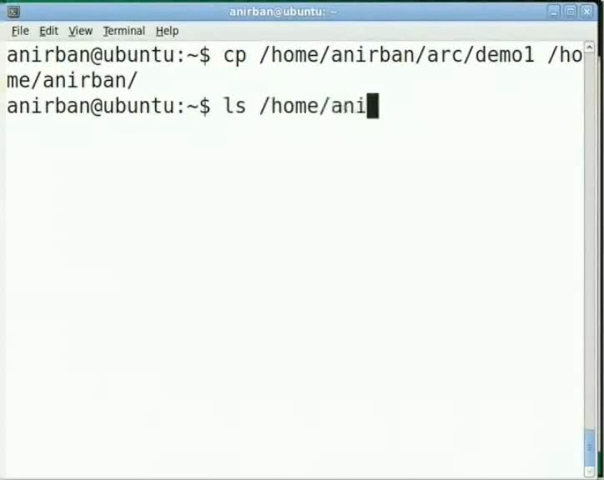 anirban@ubuntu: ~
File Edit View Terminal Help
anirban@ubuntu:~$ cp /home/anirban/arc/demo1 /ho
me/anirban/
anirban@ubuntu:~$ ls /home/ani